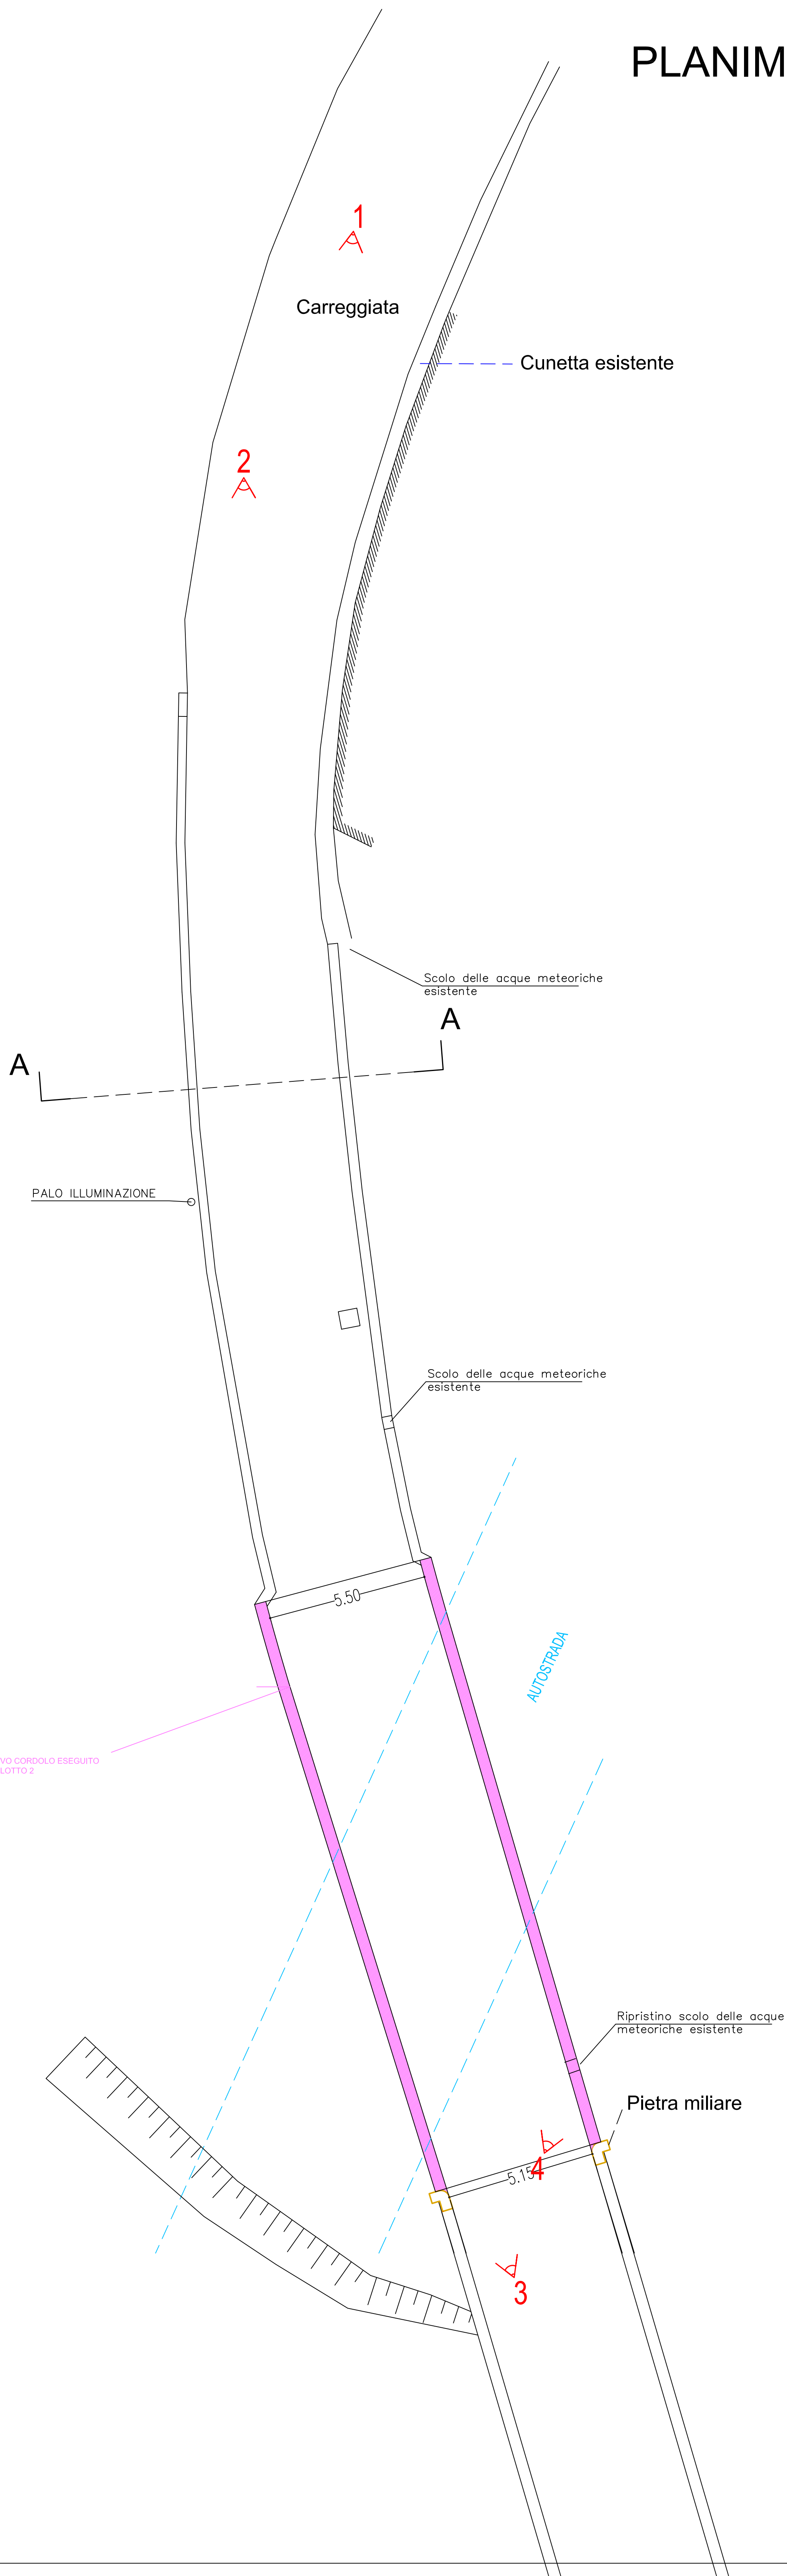 PLANIM
1
Carreggiata
Cunetta esistente
2
Scolo delle acque meteoriche
esistente
A
A
PALO ILLUMINAZIONE
Scolo delle acque meteoriche
esistente
5.50
AUTOSTRADA
VO CORDOLO ESEGUITO
LOTTO 2
Ripristino scolo delle acque
meteoriche esistente
Pietra miliare
4
5.15
3